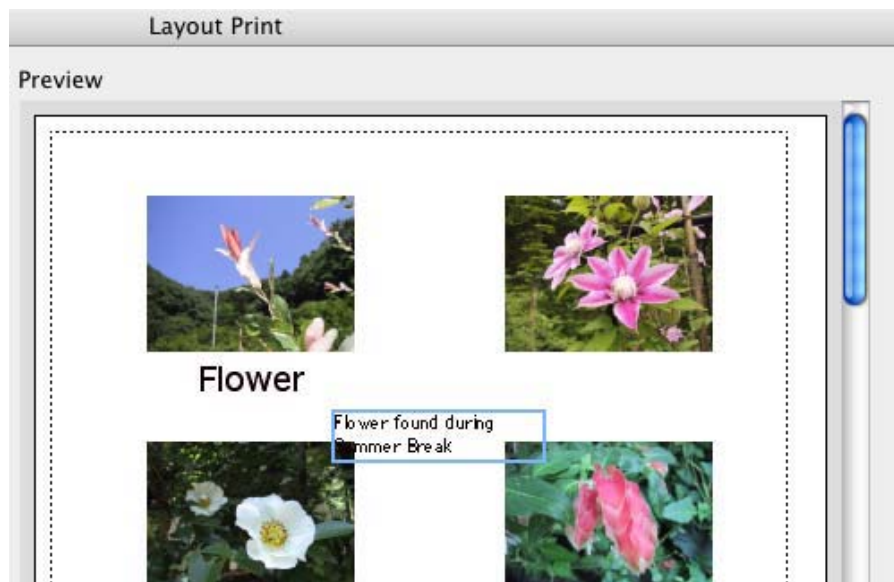 Layout Print
Preview
Flower
Flower found during
Summer Break